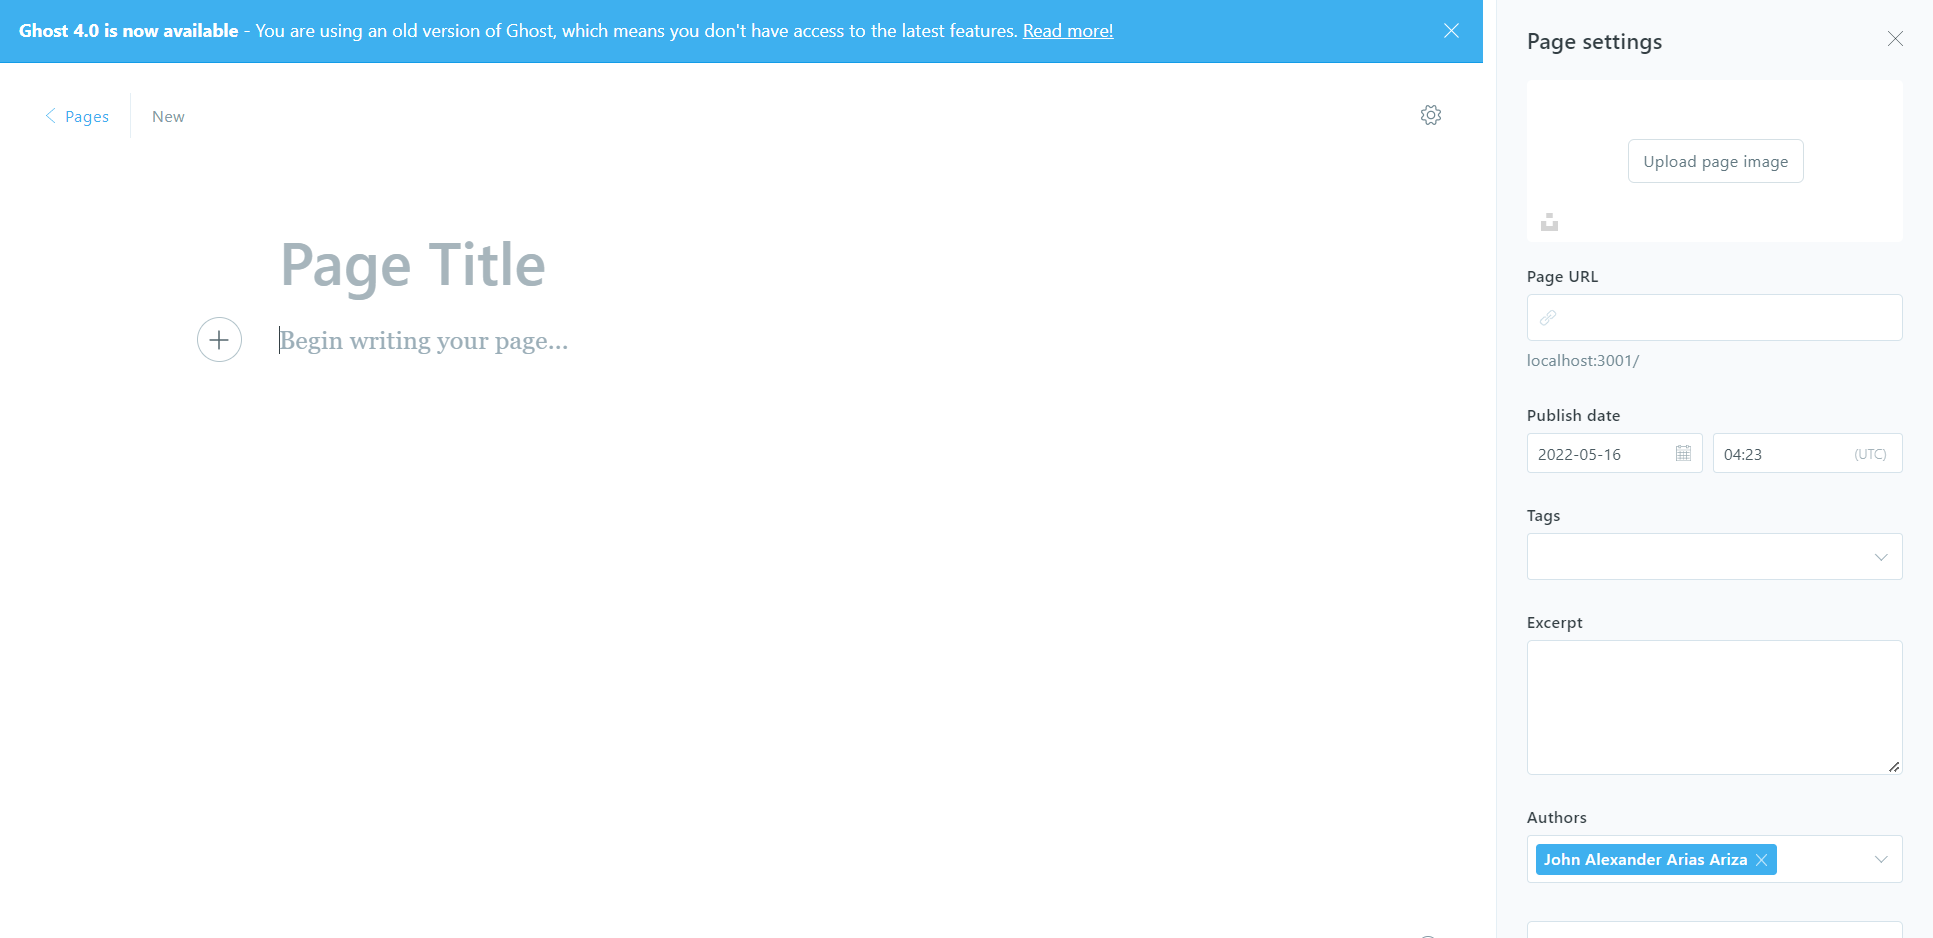 Ghost 4.0 is now available - You are using an old version of Ghost, which means you don't have access to the latest features. Read more!
Pages
New
Page Title
Begin writing your page...
Page settings
Upload page image
Page URL
localhost:3001/
Publish date
2022-05-16
04:23 (UTC)
Tags
Excerpt
Authors
John Alexander Arias Ariza